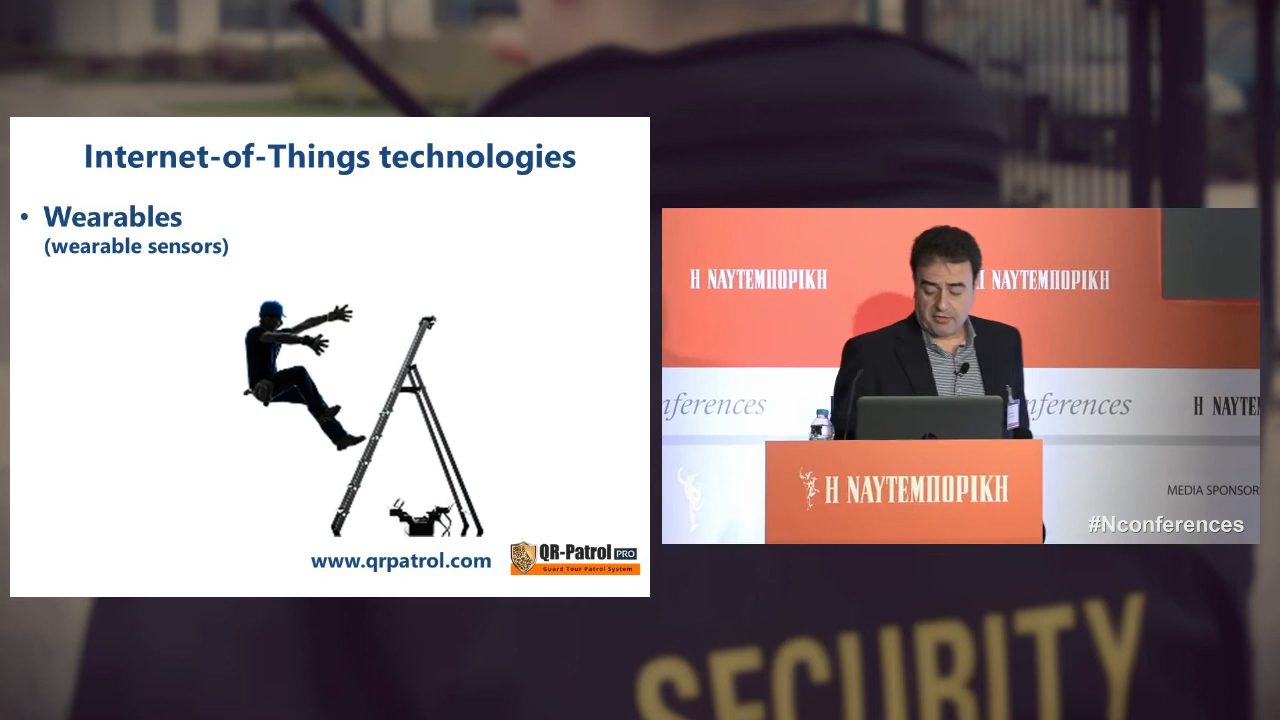 Internet-of-Things technologies
• Wearables
(wearable sensors)
www.qrpatrol.com
QR-Patrol PRO
Guard Tour Patrol System
Η ΝΑΥΤΕΜΠΟΡΙΚΗ
Η ΝΑΥΤΕΜΠΟΡΙΚΗ
nferences
nferences
Η ΝΑΥΤΕ
Η ΝΑΥΤΕΜΠΟΡΙΚΗ
MEDIA SPONSOR
#Nconferences
SECURITY